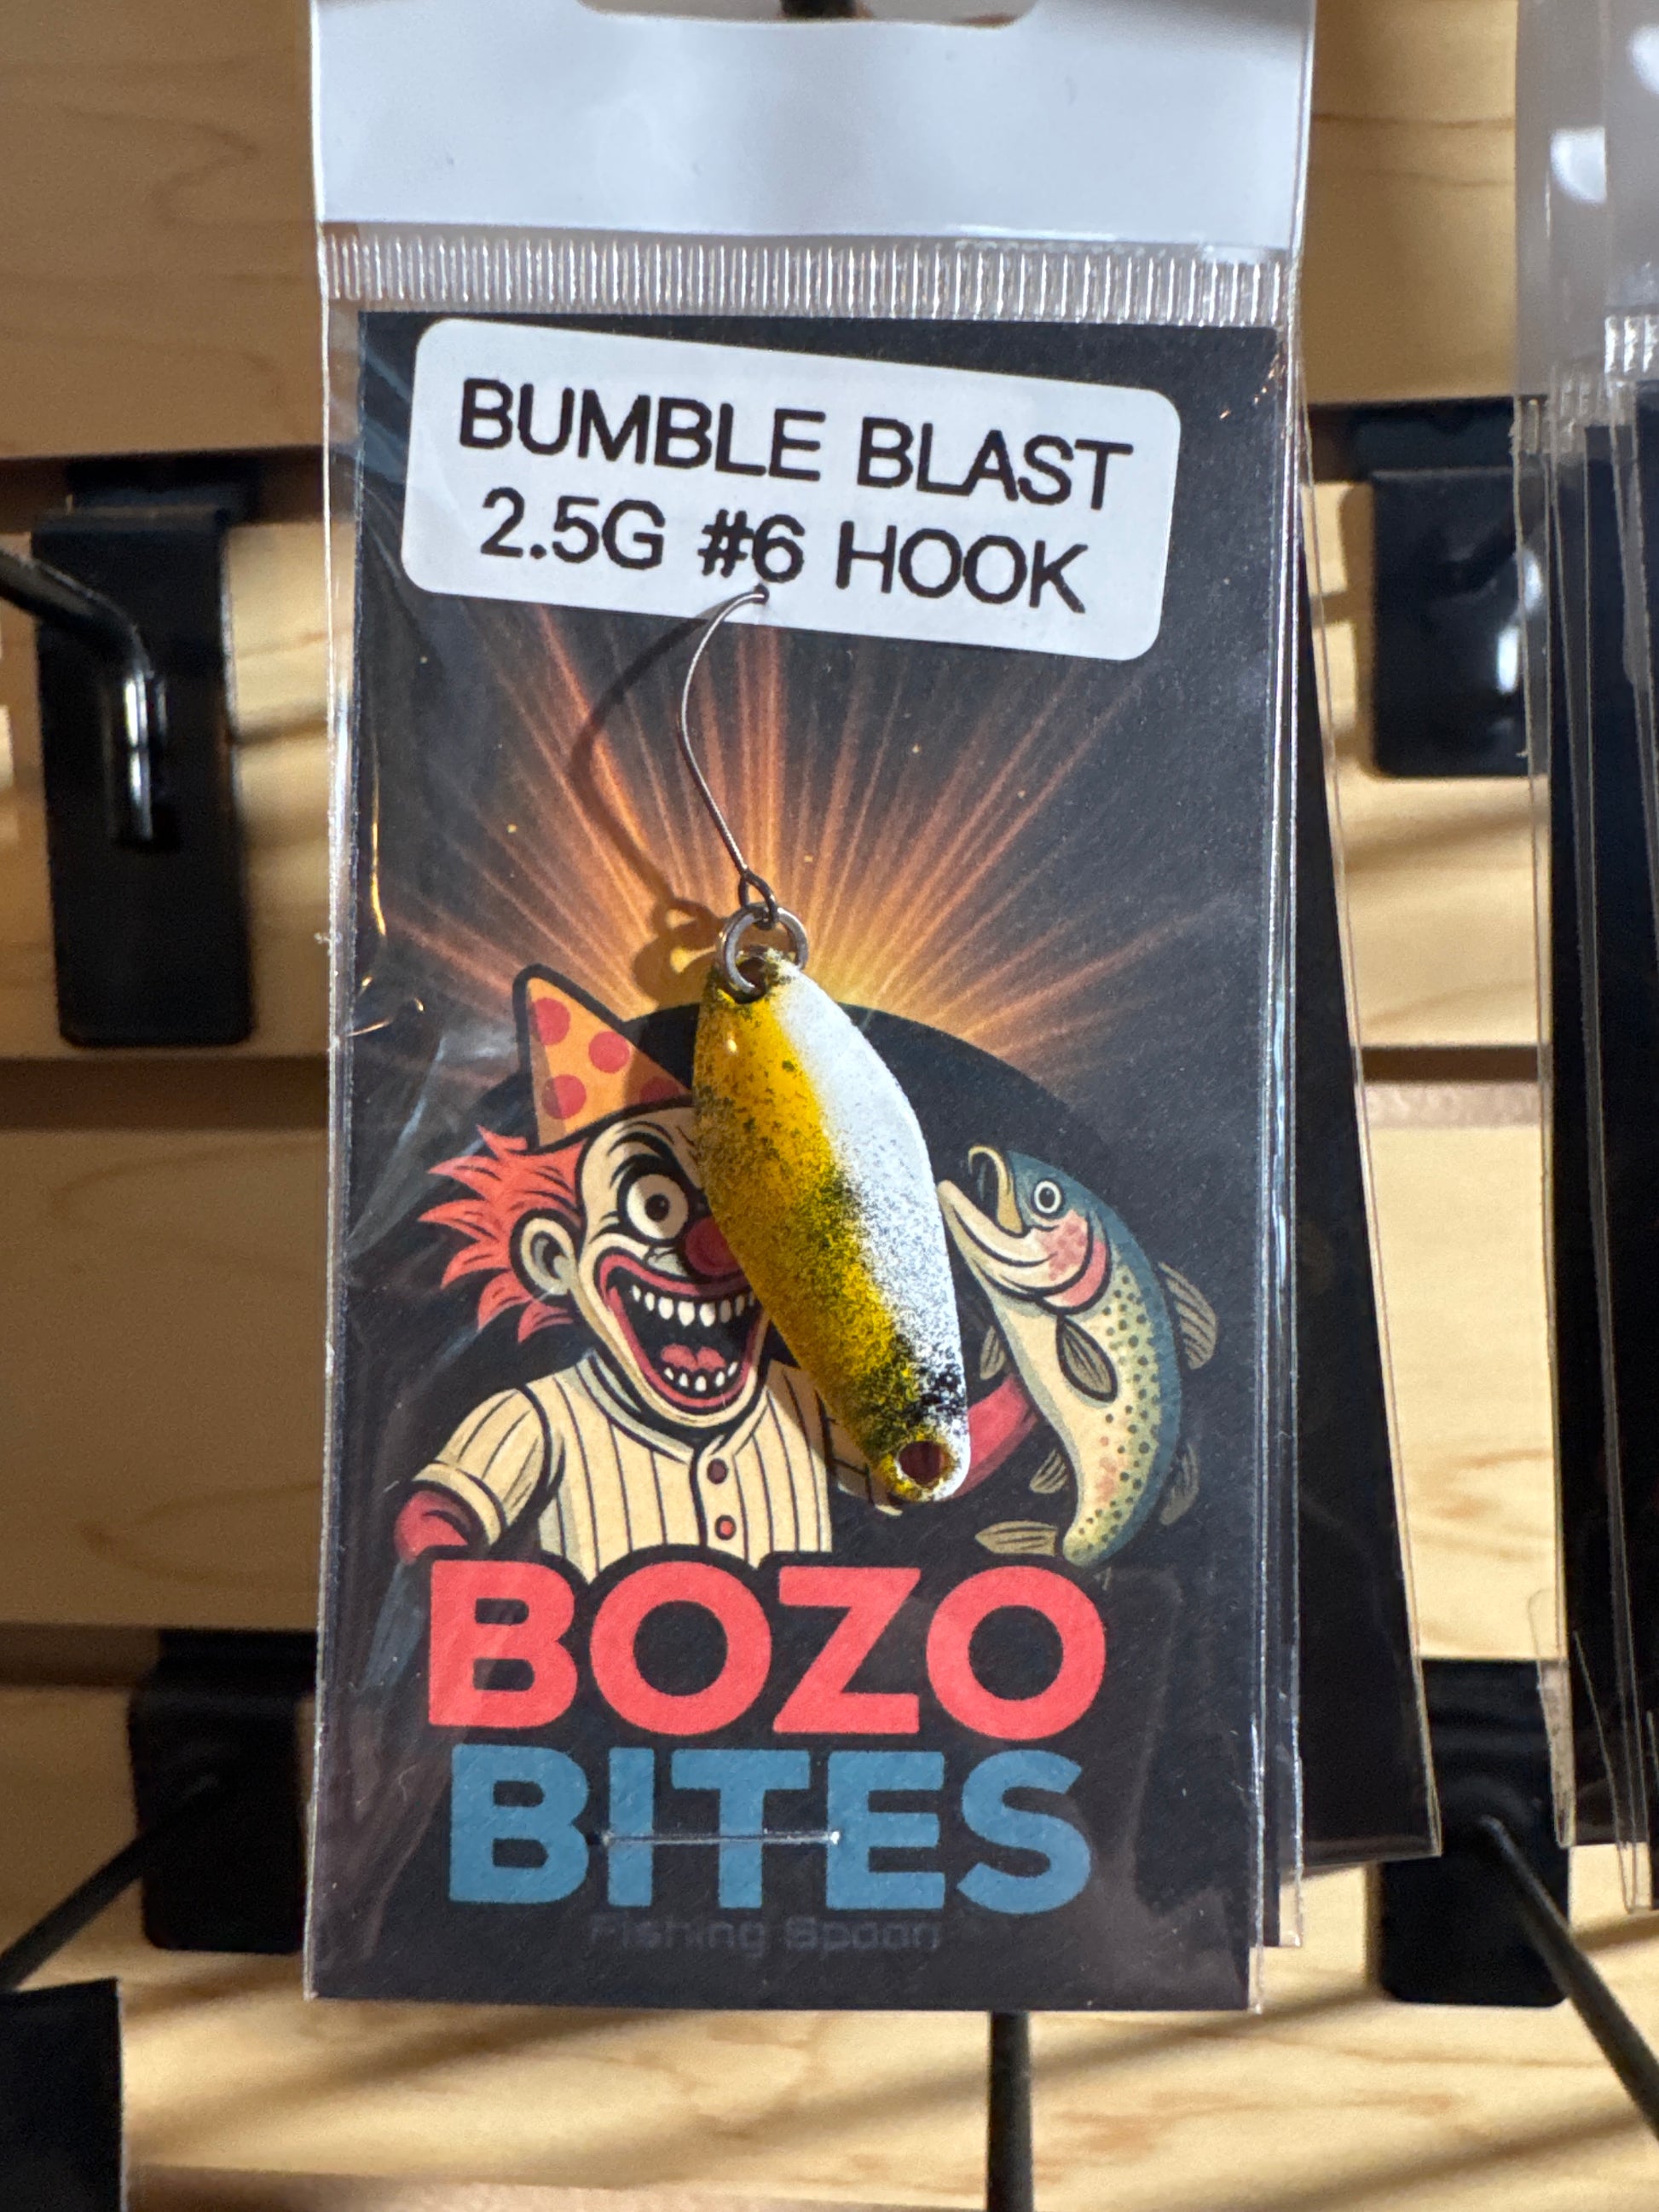 BUMBLE BLAST
2.5G #6 HOOK
BOZO
BITES
Fishing Spoon